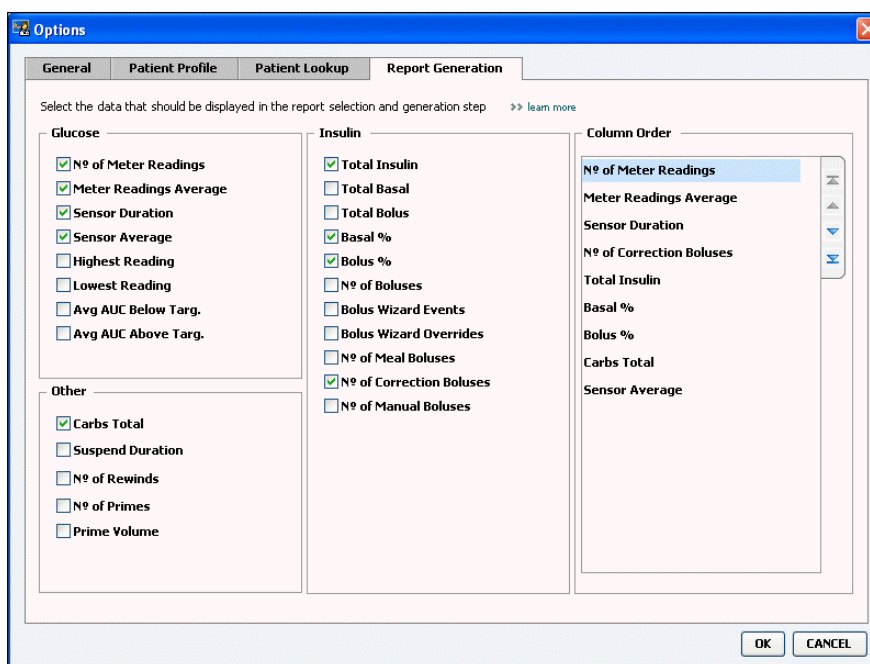 Options
General
Patient Profile
Patient Lookup
Report Generation
Select the data that should be displayed in the report selection and generation step
>> learn more
Glucose
Nº of Meter Readings
Meter Readings Average
Sensor Duration
Sensor Average
Highest Reading
Lowest Reading
Avg AUC Below Targ.
Avg AUC Above Targ.
Other
Carbs Total
Suspend Duration
Nº of Rewinds
Nº of Primes
Prime Volume
Insulin
Total Insulin
Total Basal
Total Bolus
Basal %
Bolus %
Nº of Boluses
Bolus Wizard Events
Bolus Wizard Overrides
Nº of Meal Boluses
Nº of Correction Boluses
Nº of Manual Boluses
Column Order
Nº of Meter Readings
Meter Readings Average
Sensor Duration
Nº of Correction Boluses
Total Insulin
Basal %
Bolus %
Carbs Total
Sensor Average
OK
CANCEL